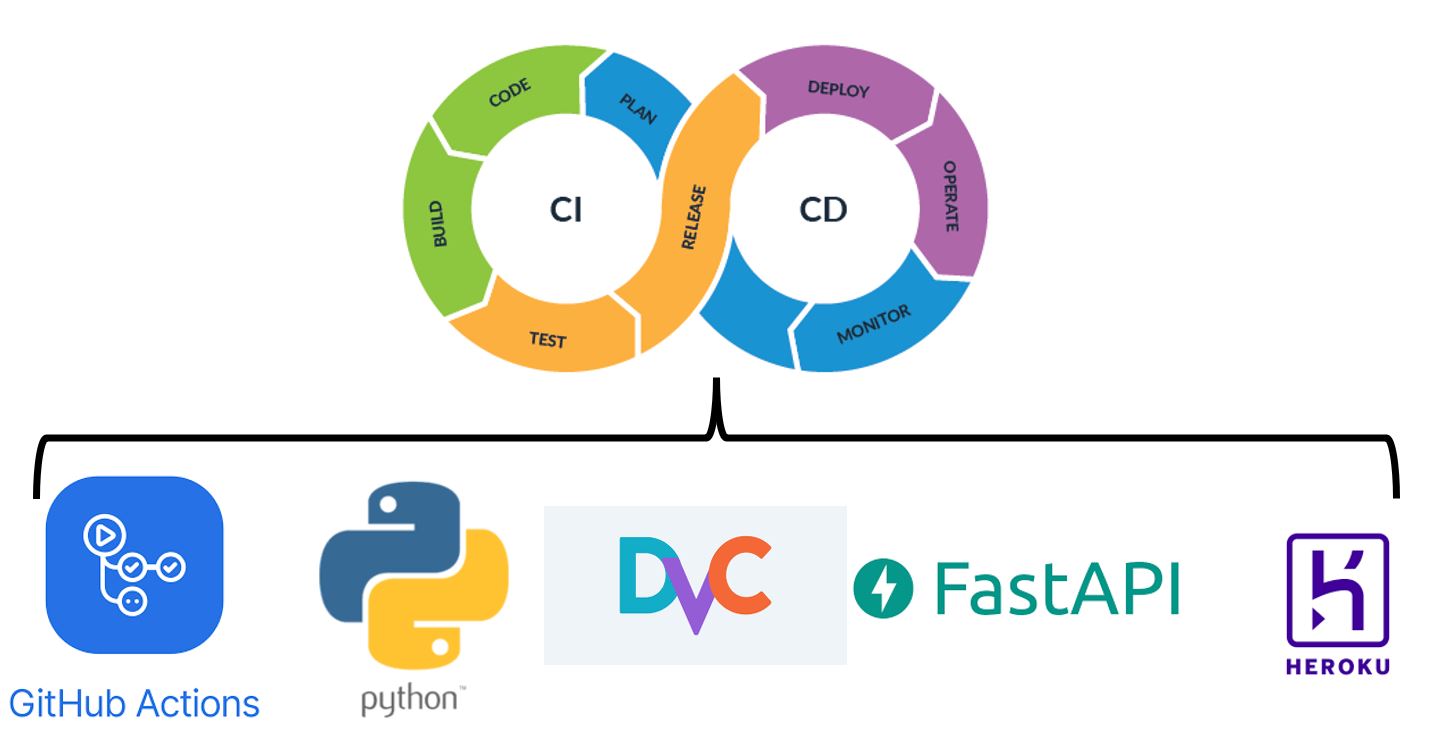 CODE
PLAN
BUILD
CI
TEST
RELEASE
DEPLOY
OPERATE
CD
MONITOR
GitHub Actions
python™
DVC
FastAPI
HEROKU